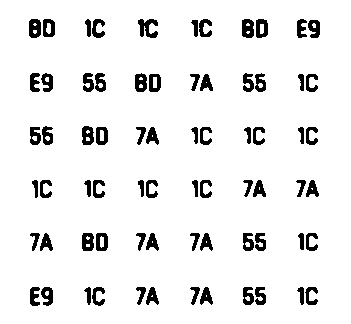 BD 1C 1C 1C BD E9
E9 55 BD 7A 55 1C
55 BD 7A 1C 1C 1C
1C 1C 1C 1C 7A 7A
7A BD 7A 7A 55 1C
E9 1C 7A 7A 55 1C